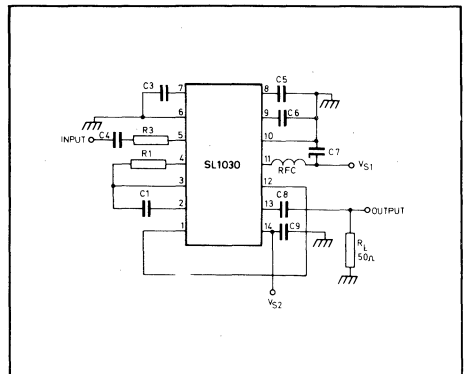 C3 7 8 C5
6 9 C6
INPUT C4 R3 5 10
C7
R1 4 SL1030 11 RFC VS1
3 12 C8
C1 2 13 OUTPUT
1 14 C9
RL
50Ω
VS2